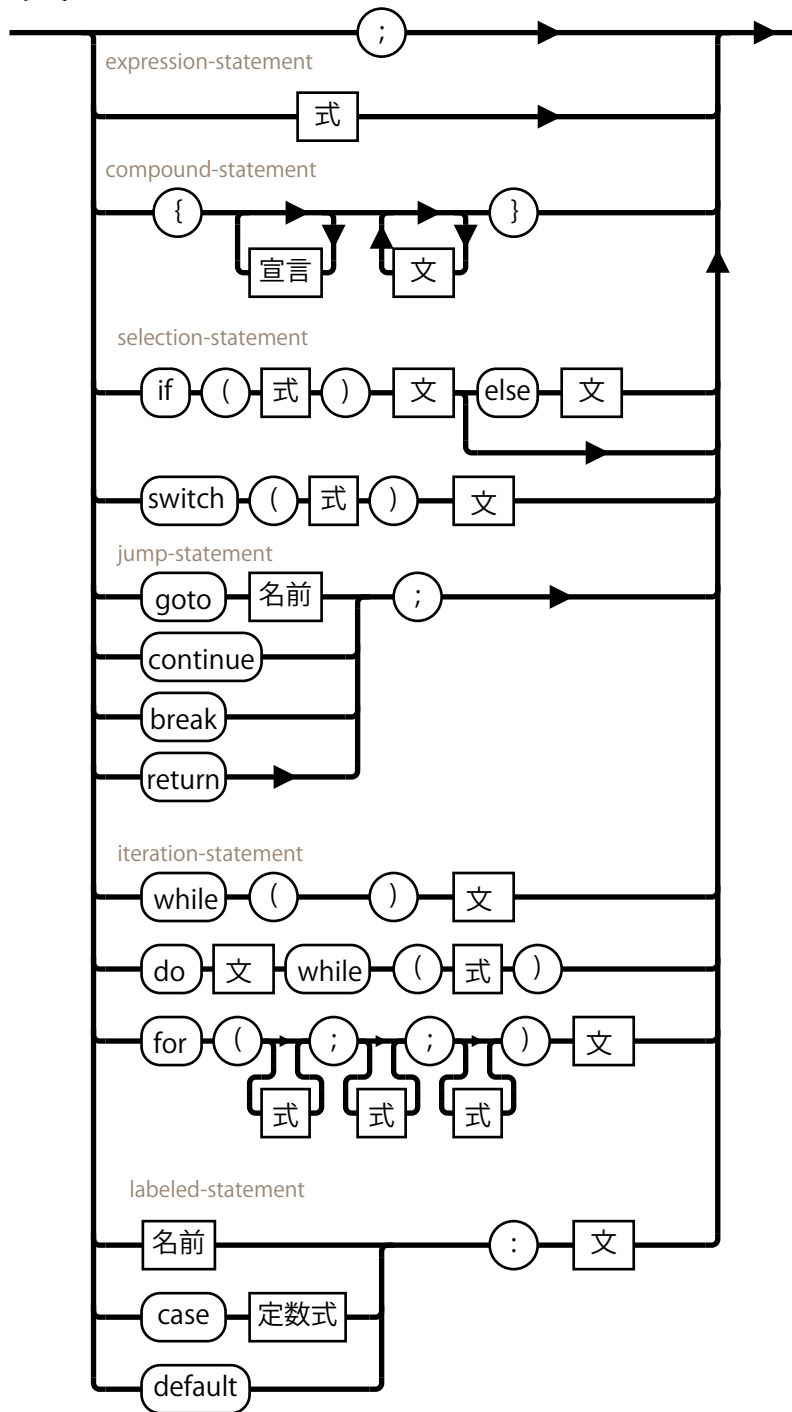 ;
expression-statement
式
compound-statement
{ }
宣言 文
selection-statement
if ( 式 ) 文 else 文
switch ( 式 ) 文
jump-statement
goto 名前 ;
continue
break
return
iteration-statement
while ( ) 文
do 文 while ( 式 )
for ( ; ; ) 文
式 式 式
labeled-statement
名前 : 文
case 定数式
default